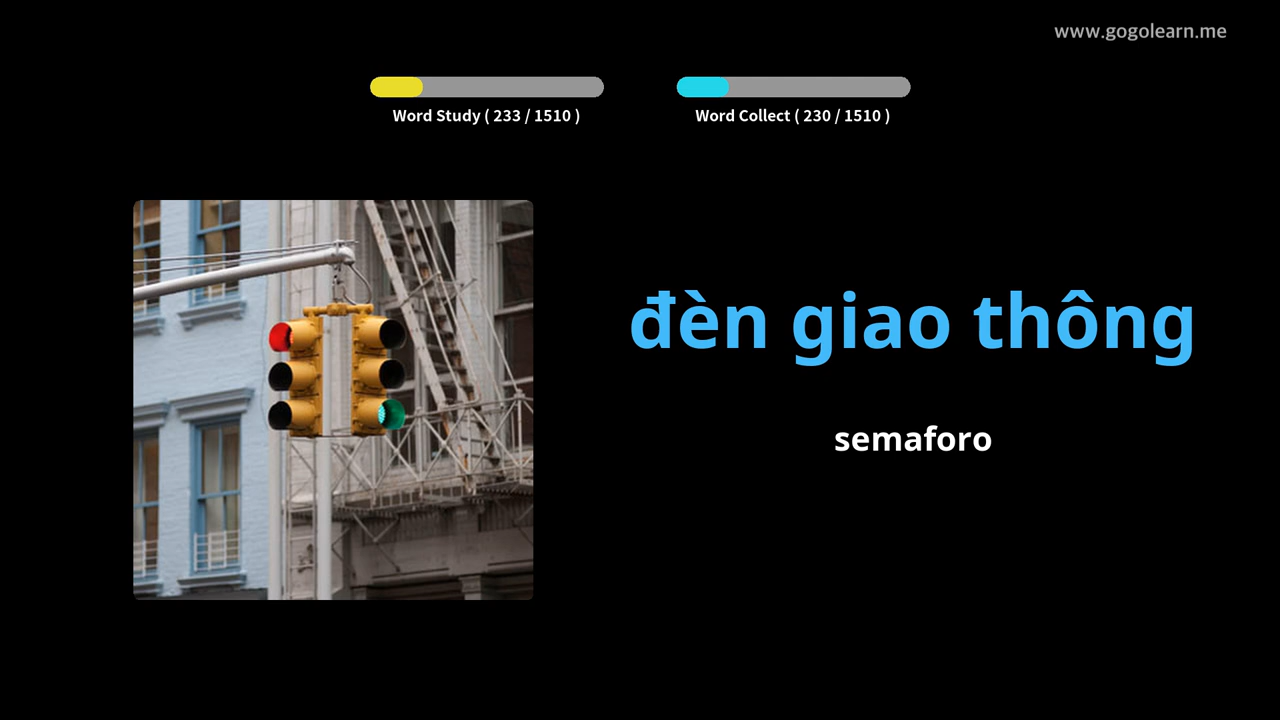 www.gogolearn.me
Word Study ( 233 / 1510 )
Word Collect ( 230 / 1510 )
đèn giao thông
semaforo